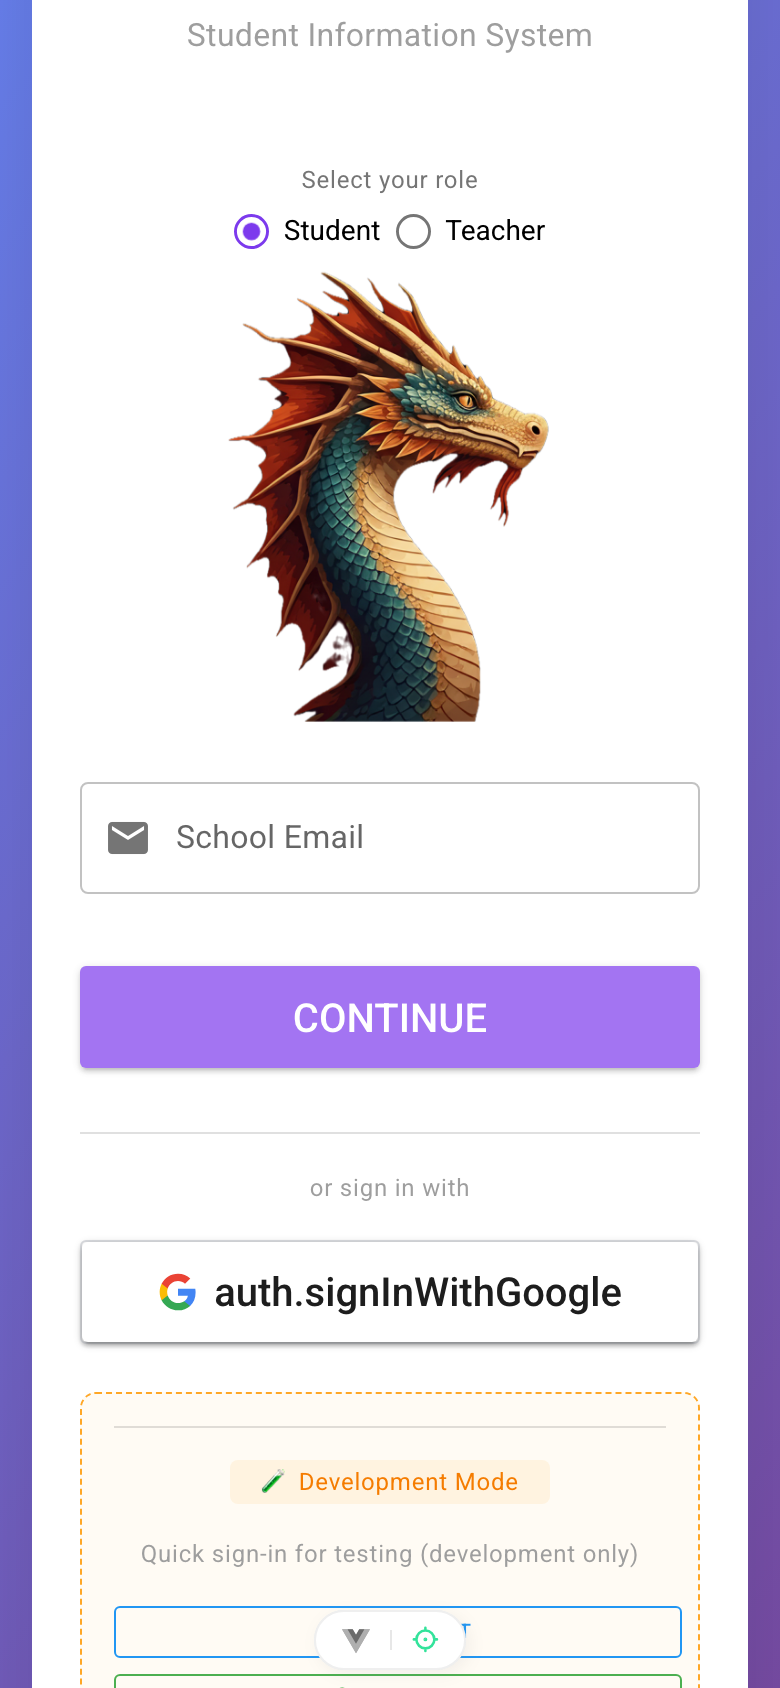 Student Information System
Select your role
Student
Teacher
School Email
CONTINUE
or sign in with
auth.signInWithGoogle
Development Mode
Quick sign-in for testing (development only)